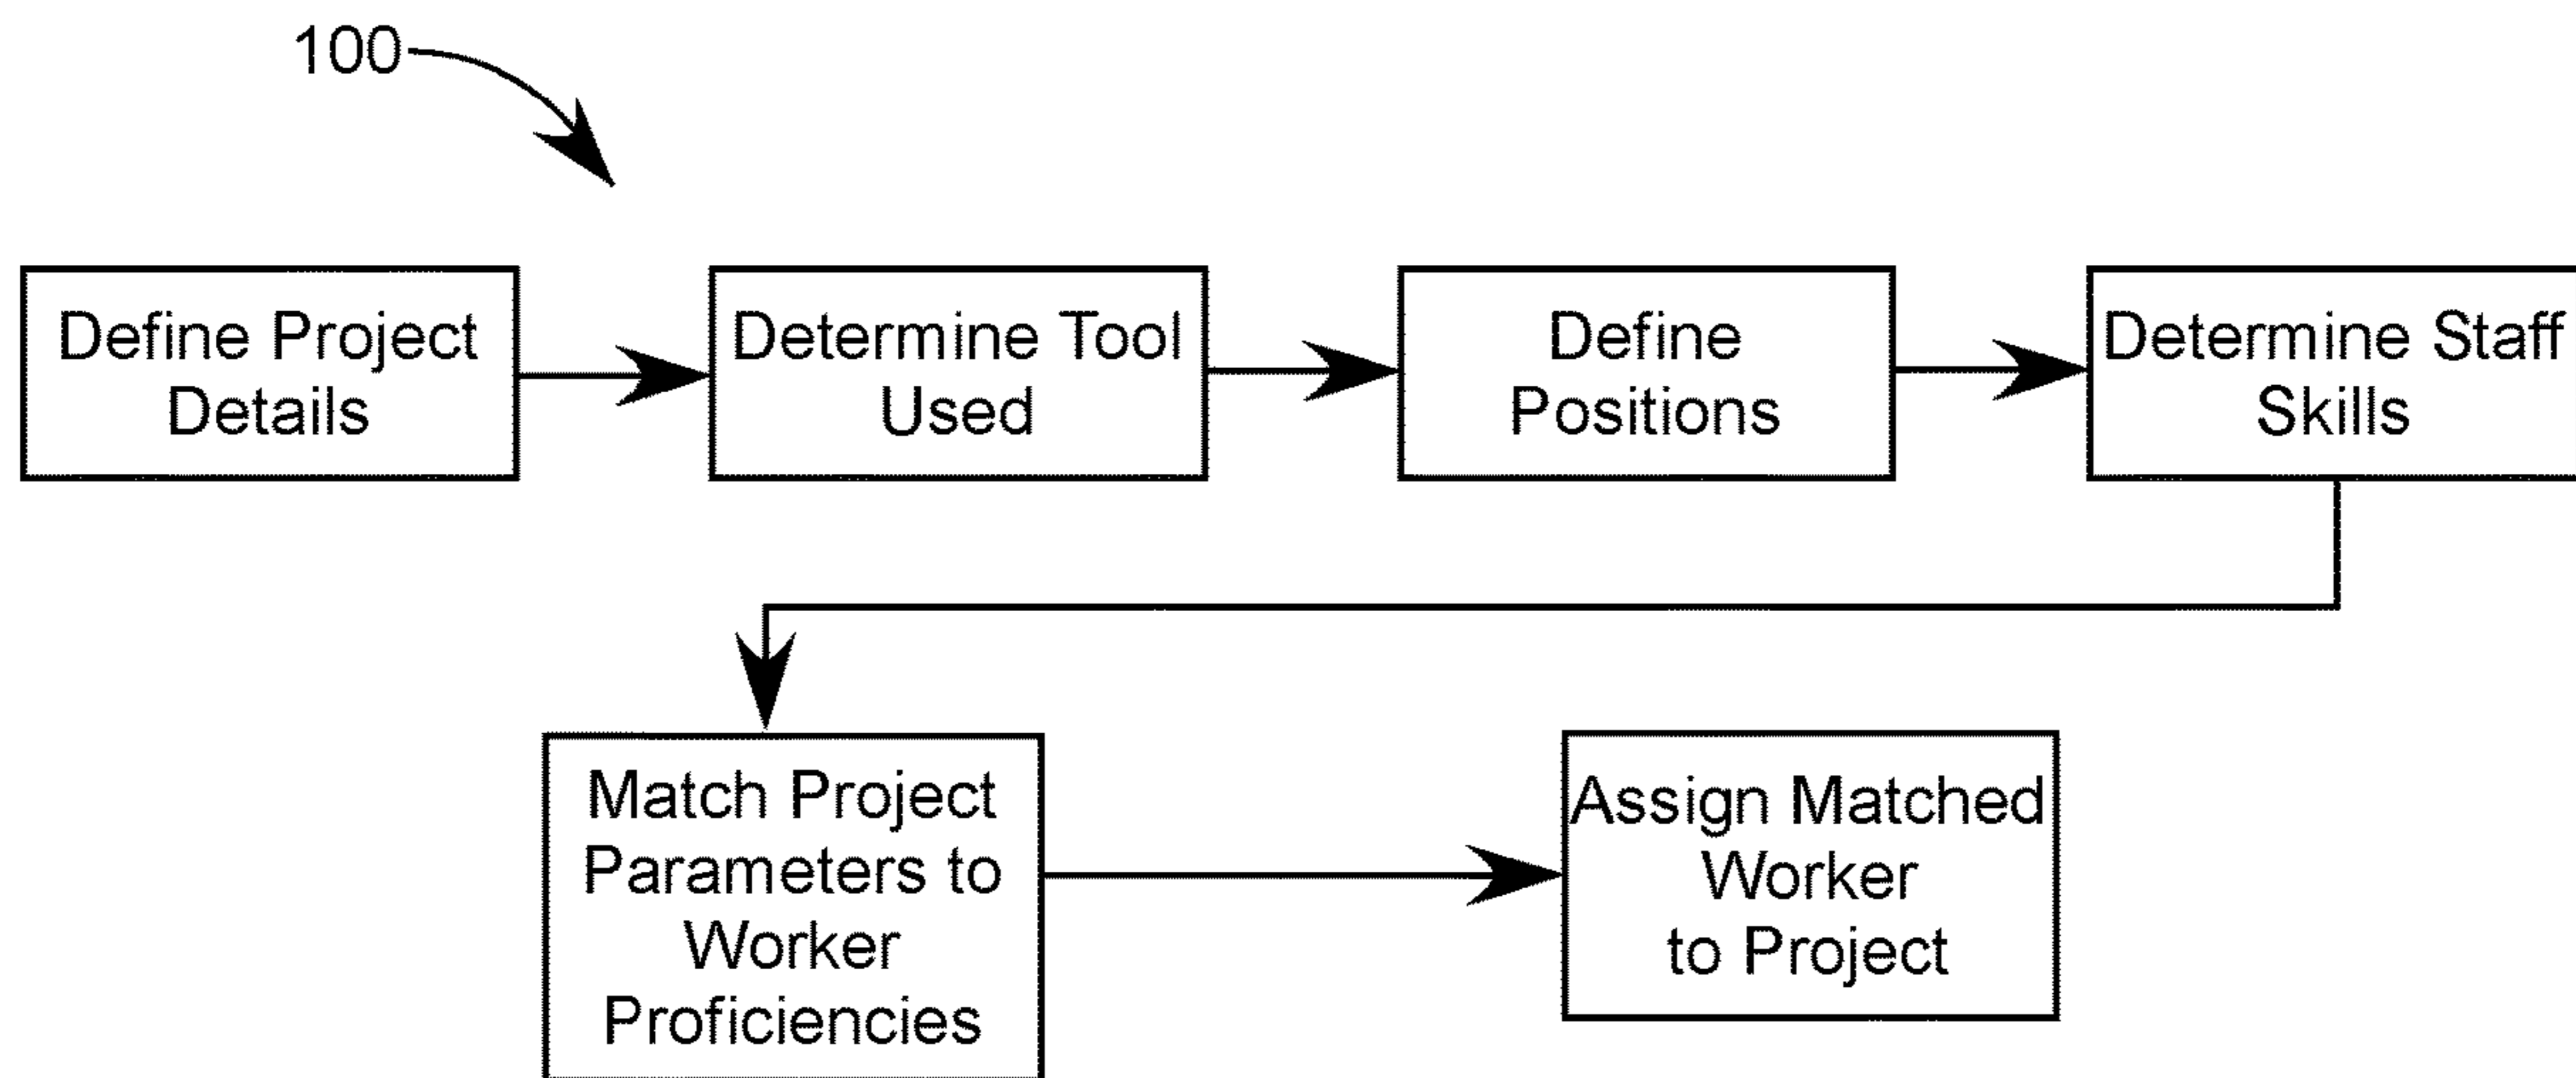 100
Define Project
Details
Determine Tool
Used
Define
Positions
Determine Staff
Skills
Match Project
Parameters to
Worker
Proficiencies
Assign Matched
Worker
to Project